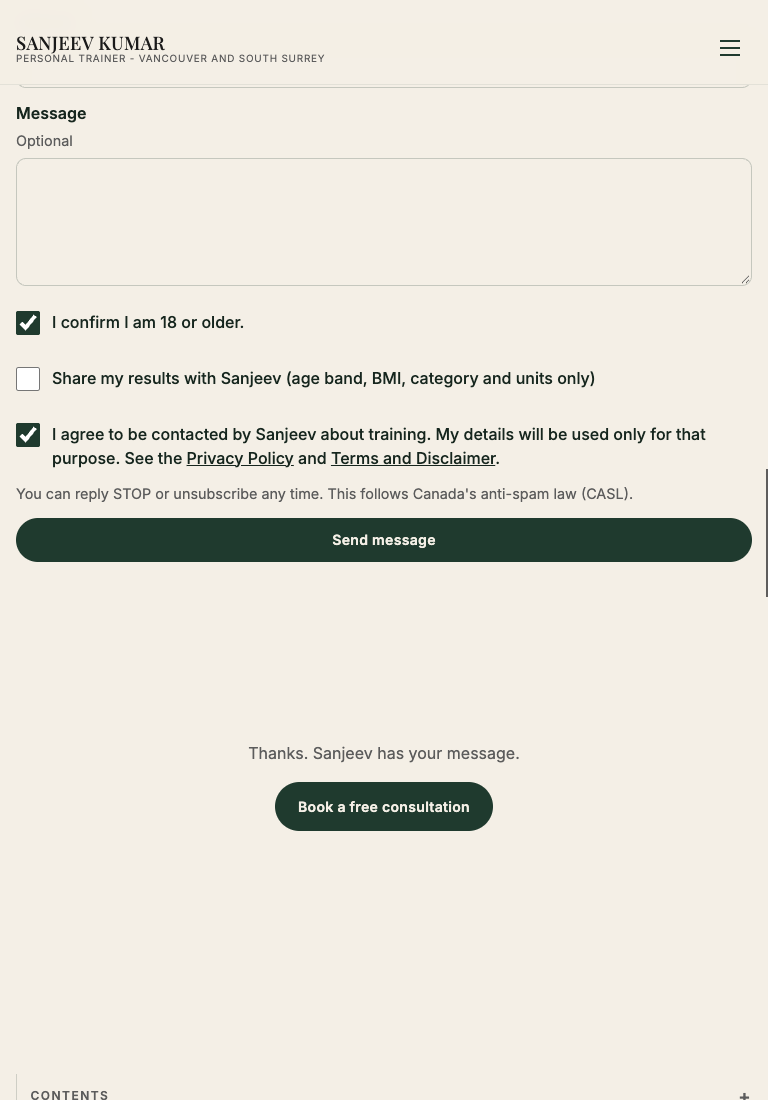 SANJEEV KUMAR
PERSONAL TRAINER - VANCOUVER AND SOUTH SURREY
Message
Optional
I confirm I am 18 or older.
Share my results with Sanjeev (age band, BMI, category and units only)
I agree to be contacted by Sanjeev about training. My details will be used only for that
purpose. See the Privacy Policy and Terms and Disclaimer.
You can reply STOP or unsubscribe any time. This follows Canada's anti-spam law (CASL).
Send message
Thanks. Sanjeev has your message.
Book a free consultation
CONTENTS +